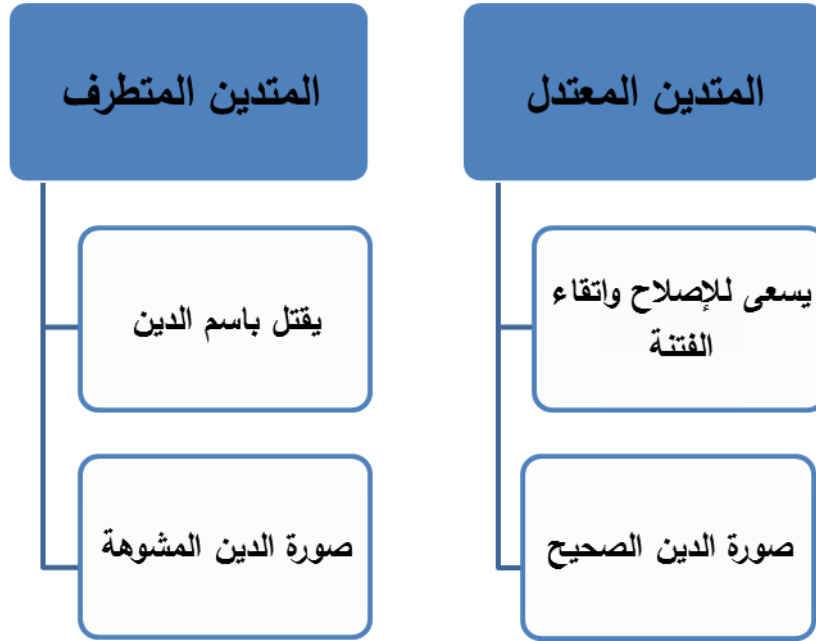 المتدين المعتدل
يسعى للإصلاح واتقاء
الفتنة
صورة الدين الصحيح
المتدين المتطرف
يقتل باسم الدين
صورة الدين المشوهة